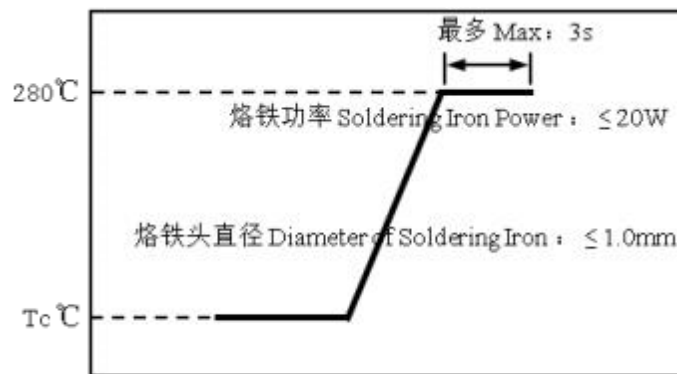 最多 Max：3s
280℃
烙铁功率 Soldering Iron Power：≤20W
烙铁头直径 Diameter of Soldering Iron：≤1.0mm
Tc℃